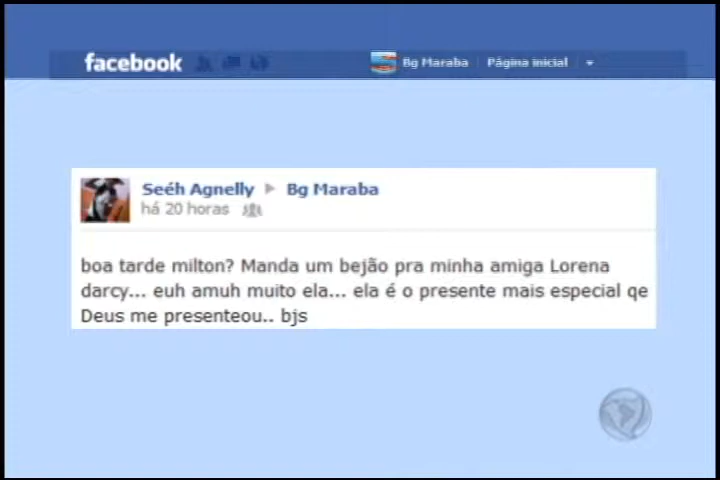 facebook
Bg Maraba
Página inicial
Seéh Agnelly
Bg Maraba
há 20 horas
boa tarde milton? Manda um bejão pra minha amiga Lorena
darcy... euh amuh muito ela... ela é o presente mais especial qe
Deus me presenteou.. bjs